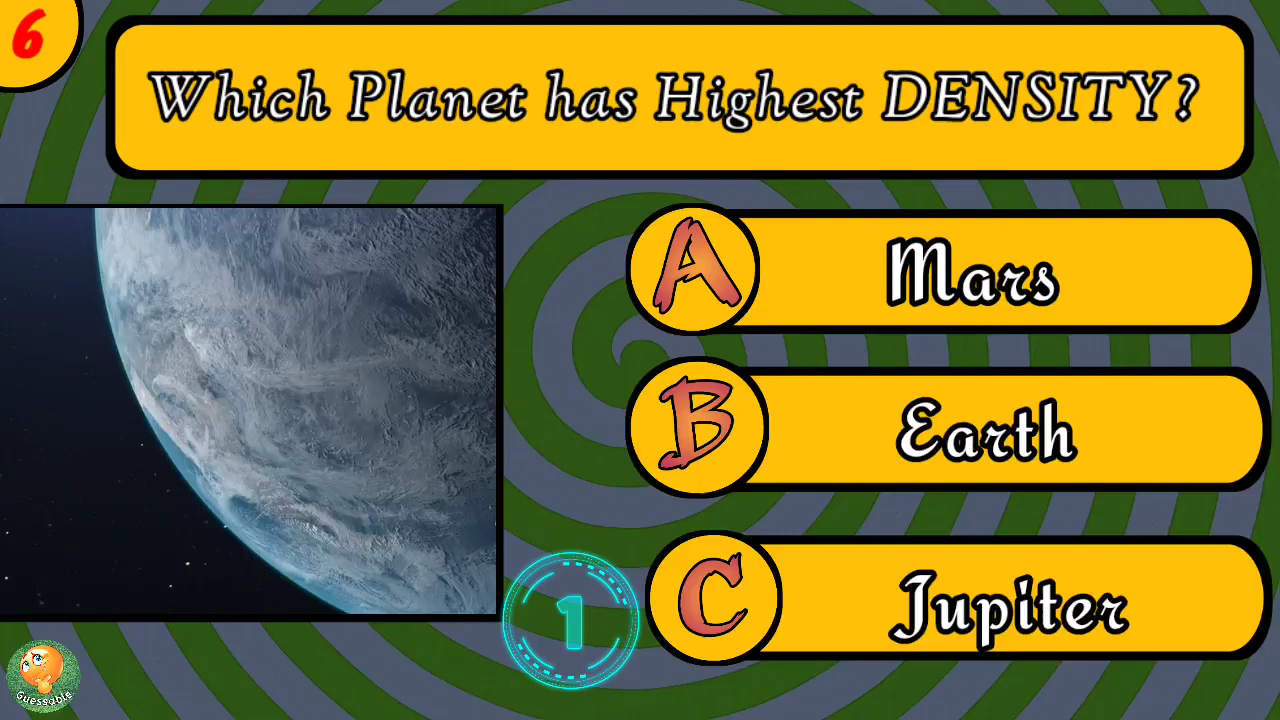 6
Which Planet has Highest DENSITY?
A Mars
B Earth
C Jupiter
1
Guessable